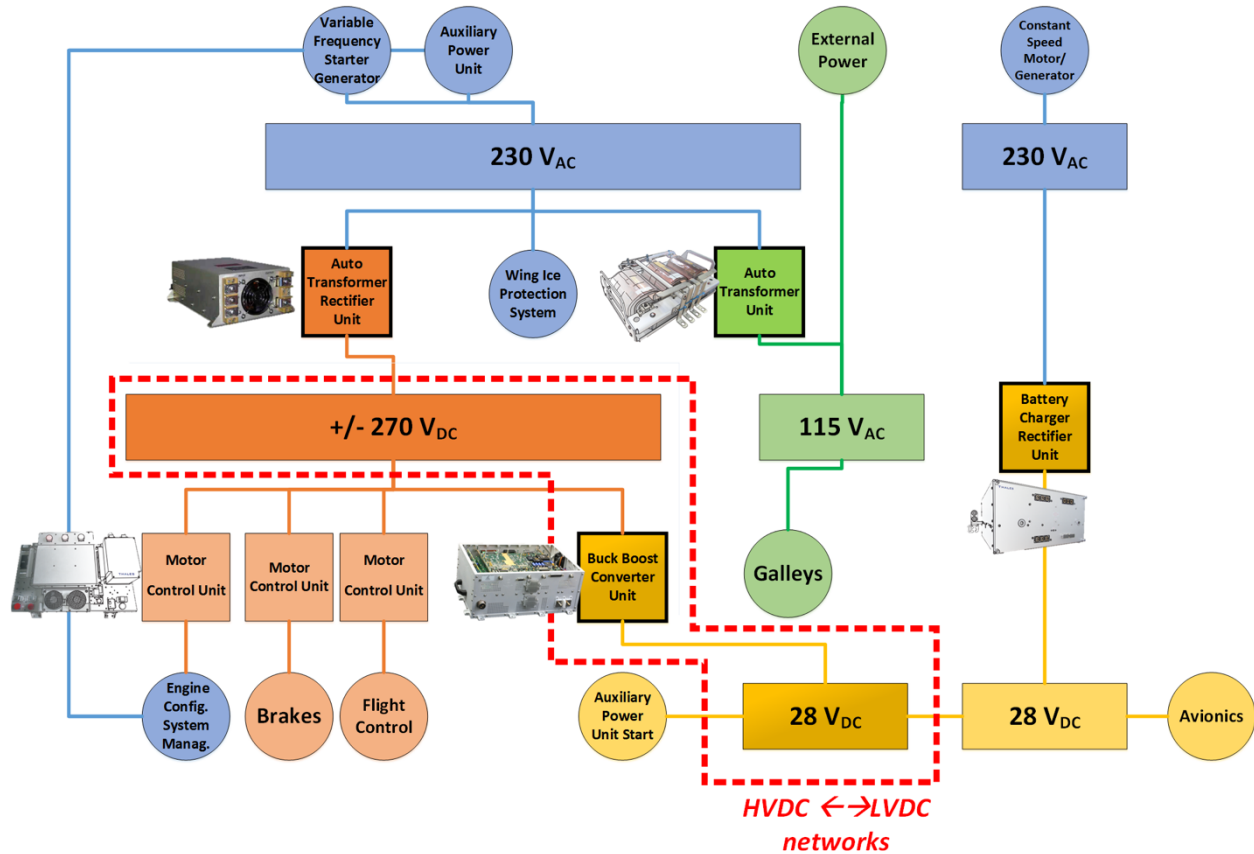 Variable
Frequency
Starter
Generator
Auxiliary
Power
Unit
External
Power
Constant
Speed
Motor/
Generator
230 VAC
230 VAC
Auto
Transformer
Rectifier
Unit
Wing Ice
Protection
System
Auto
Transformer
Unit
+/- 270 VDC
115 VAC
Battery
Charger
Rectifier
Unit
Motor
Control Unit
Motor
Control Unit
Motor
Control Unit
Buck Boost
Converter
Unit
Galleys
Engine
Config.
System
Manag.
Brakes
Flight
Control
Auxiliary
Power
Unit Start
28 VDC
28 VDC
Avionics
HVDC ←→LVDC
networks